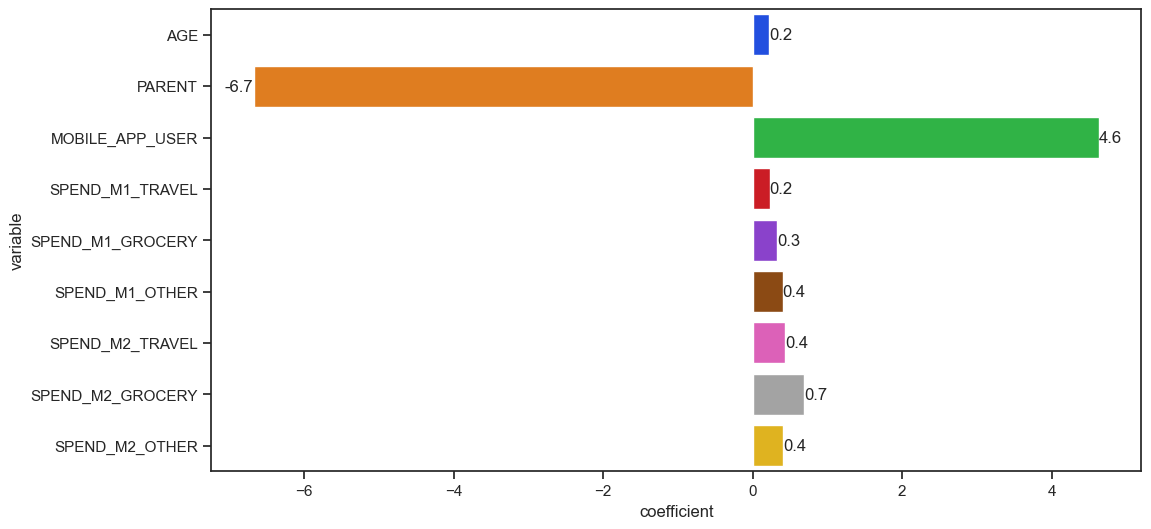 AGE 0.2
PARENT -6.7
MOBILE_APP_USER 4.6
SPEND_M1_TRAVEL 0.2
SPEND_M1_GROCERY 0.3
SPEND_M1_OTHER 0.4
SPEND_M2_TRAVEL 0.4
SPEND_M2_GROCERY 0.7
SPEND_M2_OTHER 0.4
variable
−6 −4 −2 0 2 4
coefficient